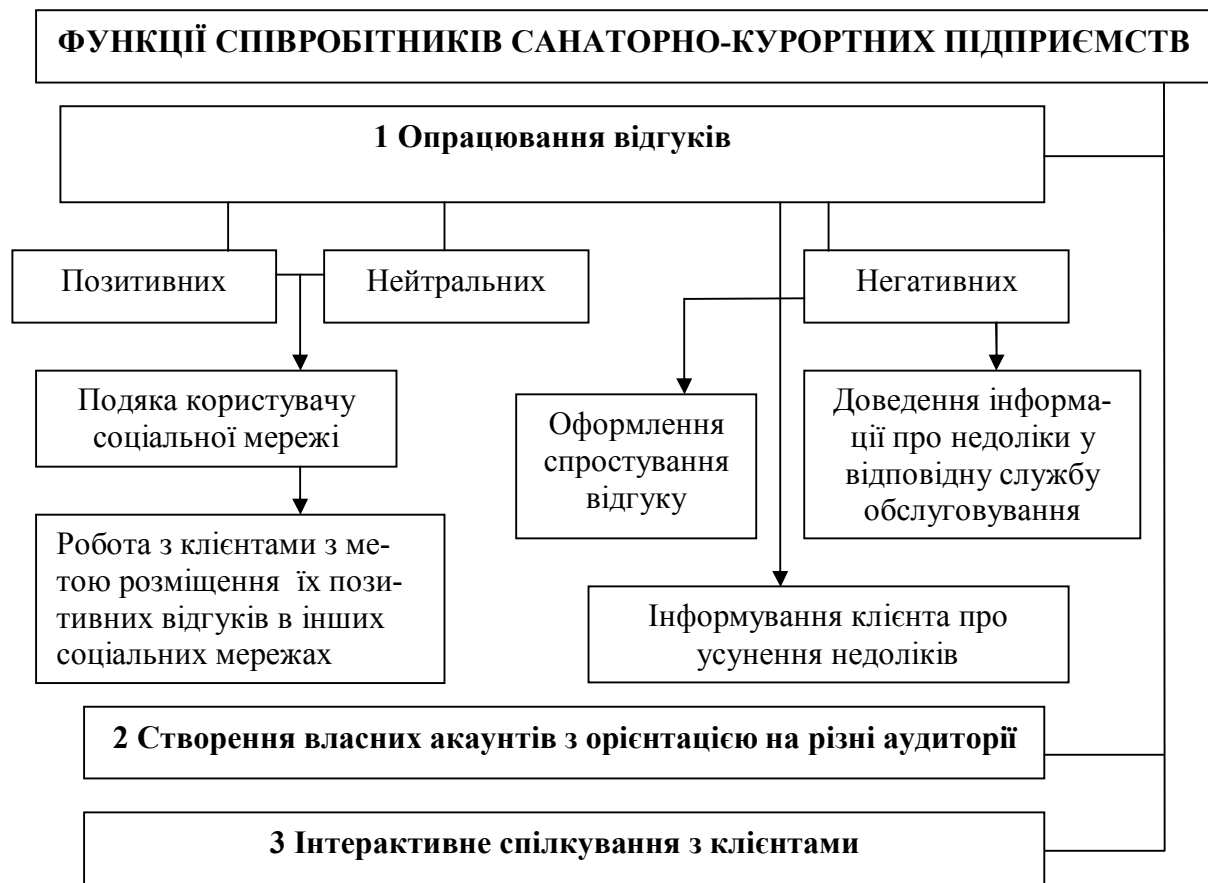 ФУНКЦІЇ СПІВРОБІТНИКІВ САНАТОРНО-КУРОРТНИХ ПІДПРИЄМСТВ
1 Опрацювання відгуків
Позитивних
Нейтральних
Негативних
Подяка користувачу
соціальної мережі
Оформлення
спростування
відгуку
Доведення інформа-
ції про недоліки у
відповідну службу
обслуговування
Робота з клієнтами з ме-
тою розміщення їх пози-
тивних відгуків в інших
соціальних мережах
Інформування клієнта про
усунення недоліків
2 Створення власних акаунтів з орієнтацією на різні аудиторії
3 Інтерактивне спілкування з клієнтами